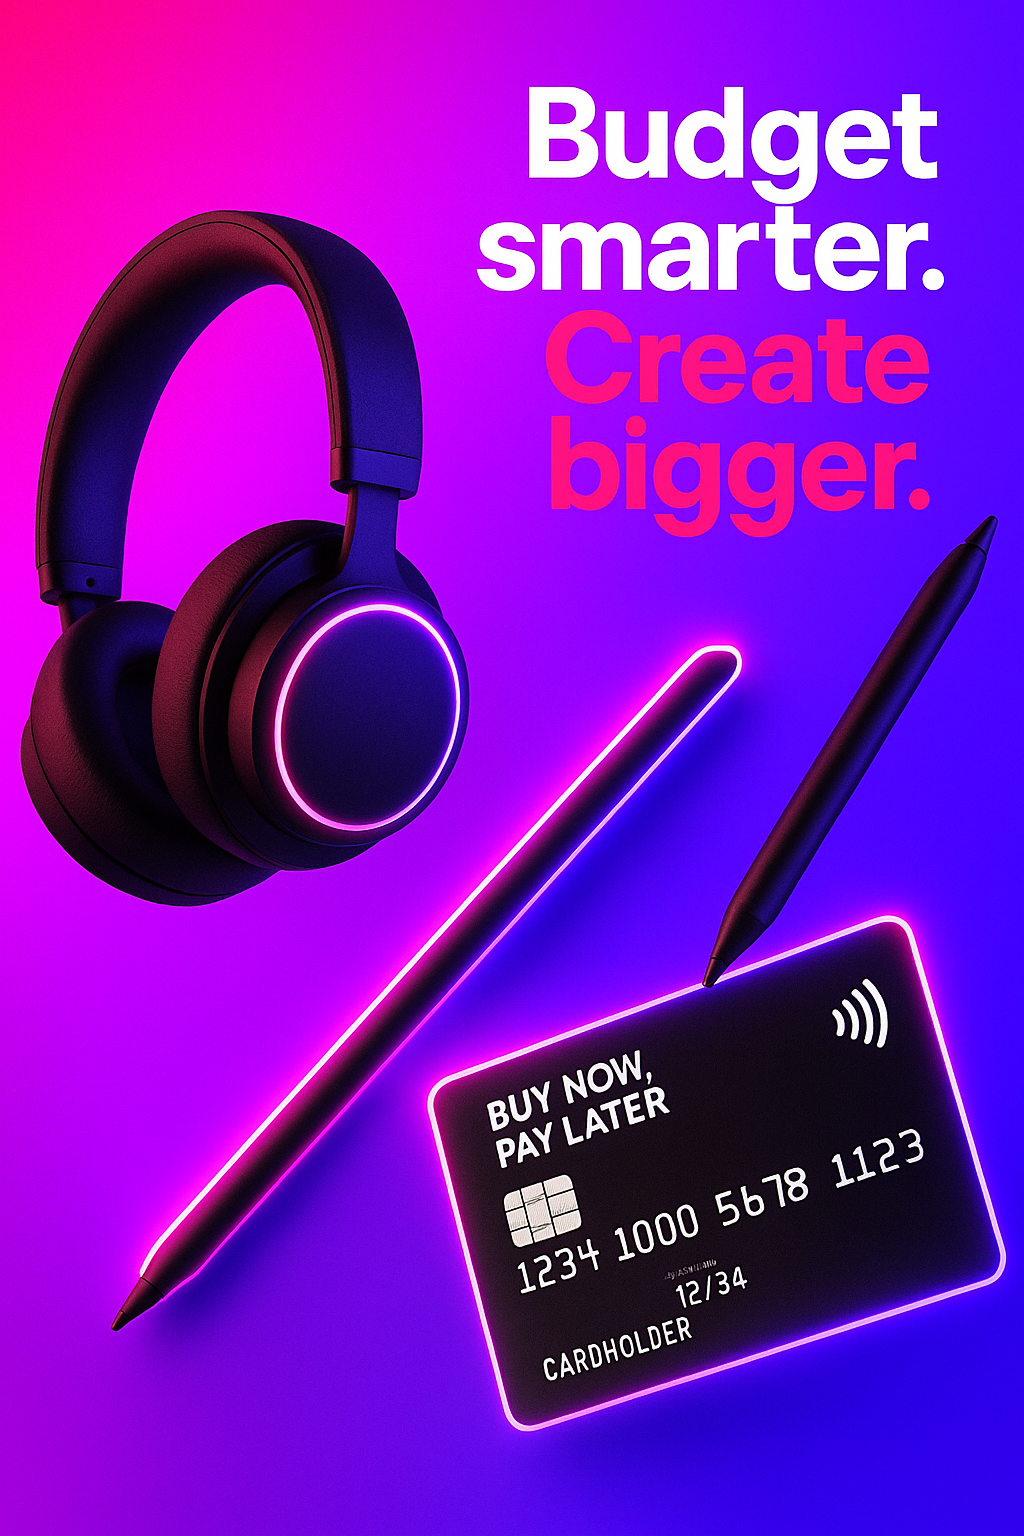 Budget
smarter.
Create
bigger.
BUY NOW,
PAY LATER
1234 1000 5678 1123
12/34
CARDHOLDER